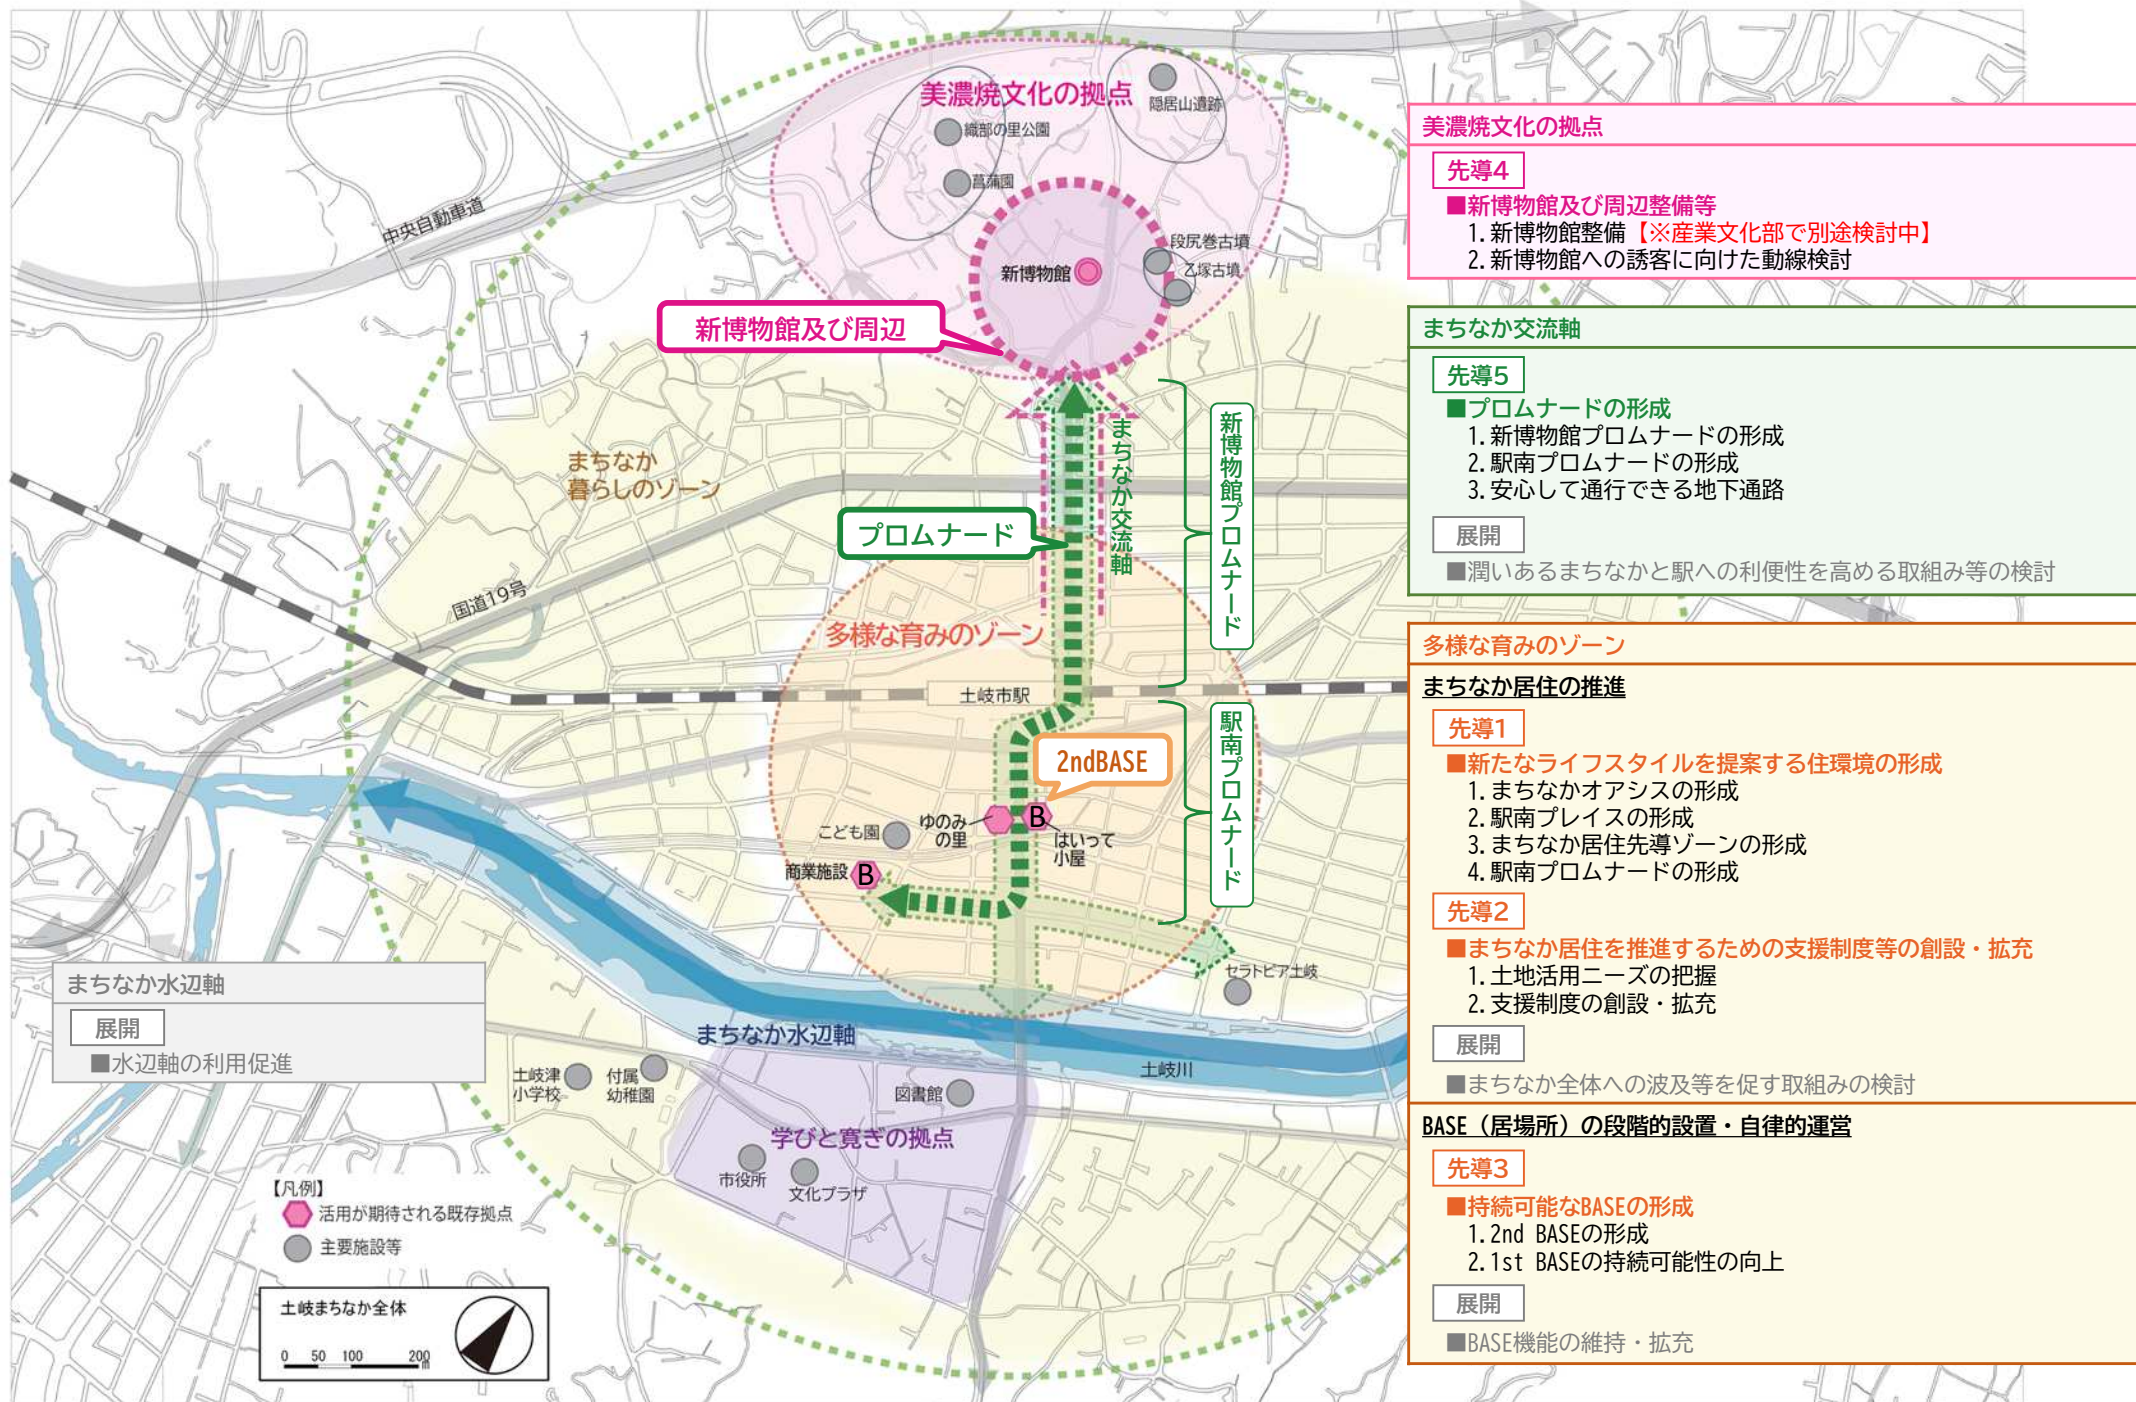 美濃焼文化の拠点
隠居山遺跡
織部の里公園
菖蒲園
中央自動車道
段尻巻古墳
乙塚古墳
新博物館
新博物館及び周辺
まちなか
暮らしのゾーン
まちなか交流軸
新博物館プロムナード
プロムナード
国道19号
多様な育みのゾーン
土岐市駅
駅南プロムナード
2ndBASE
こども園
ゆのみ
の里
B
はいって
小屋
商業施設
B
セラトピア土岐
まちなか水辺軸
土岐川
土岐津
小学校
付属
幼稚園
図書館
学びと寛ぎの拠点
市役所
文化プラザ
まちなか水辺軸
展開
■水辺軸の利用促進
【凡例】
活用が期待される既存拠点
主要施設等
土岐まちなか全体
0 50 100 200
m
美濃焼文化の拠点
先導4
■新博物館及び周辺整備等
1.新博物館整備【※産業文化部で別途検討中】
2.新博物館への誘客に向けた動線検討
まちなか交流軸
先導5
■プロムナードの形成
1.新博物館プロムナードの形成
2.駅南プロムナードの形成
3.安心して通行できる地下通路
展開
■潤いあるまちなかと駅への利便性を高める取組み等の検討
多様な育みのゾーン
まちなか居住の推進
先導1
■新たなライフスタイルを提案する住環境の形成
1.まちなかオアシスの形成
2.駅南プレイスの形成
3.まちなか居住先導ゾーンの形成
4.駅南プロムナードの形成
先導2
■まちなか居住を推進するための支援制度等の創設・拡充
1.土地活用ニーズの把握
2.支援制度の創設・拡充
展開
■まちなか全体への波及等を促す取組みの検討
BASE（居場所）の段階的設置・自律的運営
先導3
■持続可能なBASEの形成
1.2nd BASEの形成
2.1st BASEの持続可能性の向上
展開
■BASE機能の維持・拡充